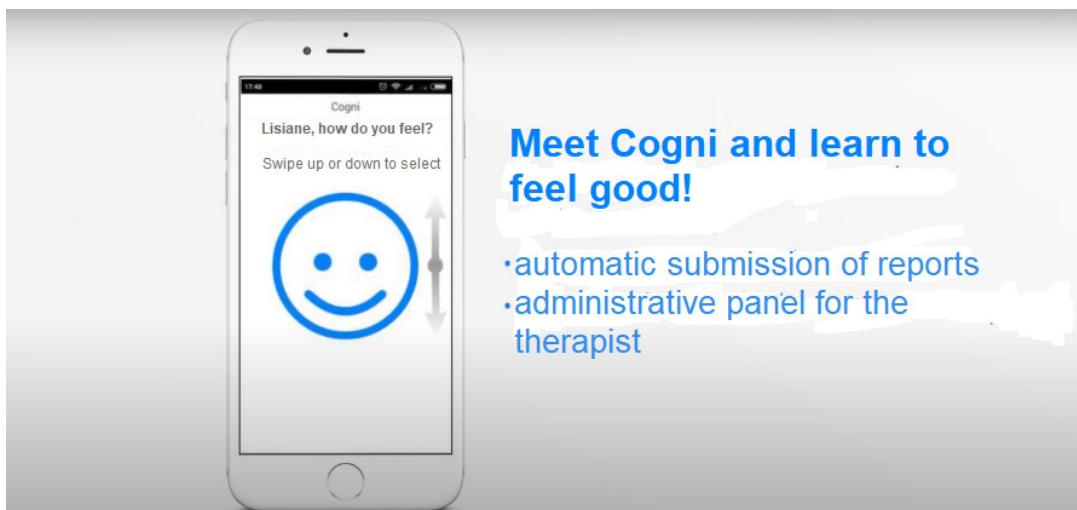 17:40
Cogni
Lisiane, how do you feel?
Swipe up or down to select
Meet Cogni and learn to
feel good!
·automatic submission of reports
·administrative panel for the
therapist